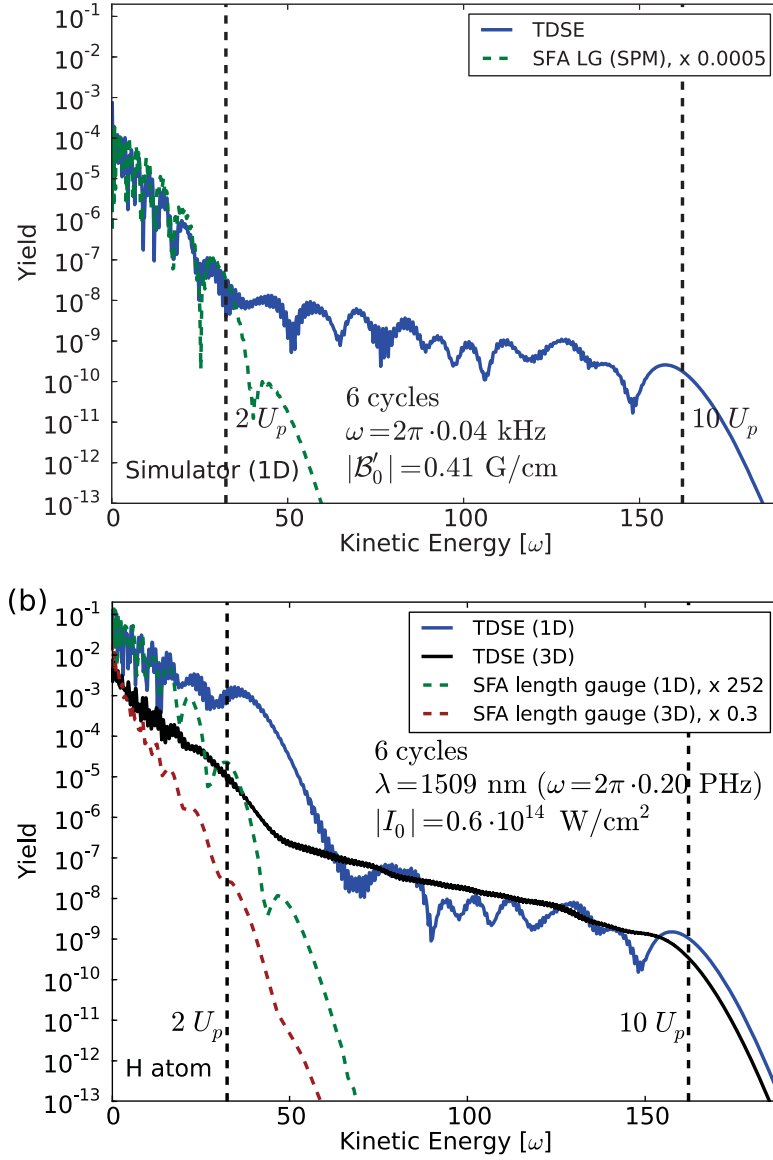 10^{-1}
10^{-2}
10^{-3}
10^{-4}
10^{-5}
10^{-6}
10^{-7}
10^{-8}
10^{-9}
10^{-10}
10^{-11}
10^{-12}
10^{-13}
Yield
TDSE
SFA LG (SPM), x 0.0005
2 U_p
10 U_p
6 cycles
ω=2π·0.04 kHz
|ℬ′_0|=0.41 G/cm
Simulator (1D)
0 50 100 150
Kinetic Energy [ω]
(b)
10^{-1}
10^{-2}
10^{-3}
10^{-4}
10^{-5}
10^{-6}
10^{-7}
10^{-8}
10^{-9}
10^{-10}
10^{-11}
10^{-12}
10^{-13}
Yield
TDSE (1D)
TDSE (3D)
SFA length gauge (1D), x 252
SFA length gauge (3D), x 0.3
6 cycles
λ=1509 nm (ω=2π·0.20 PHz)
|I_0|=0.6·10^{14} W/cm^2
2 U_p
10 U_p
H atom
0 50 100 150
Kinetic Energy [ω]